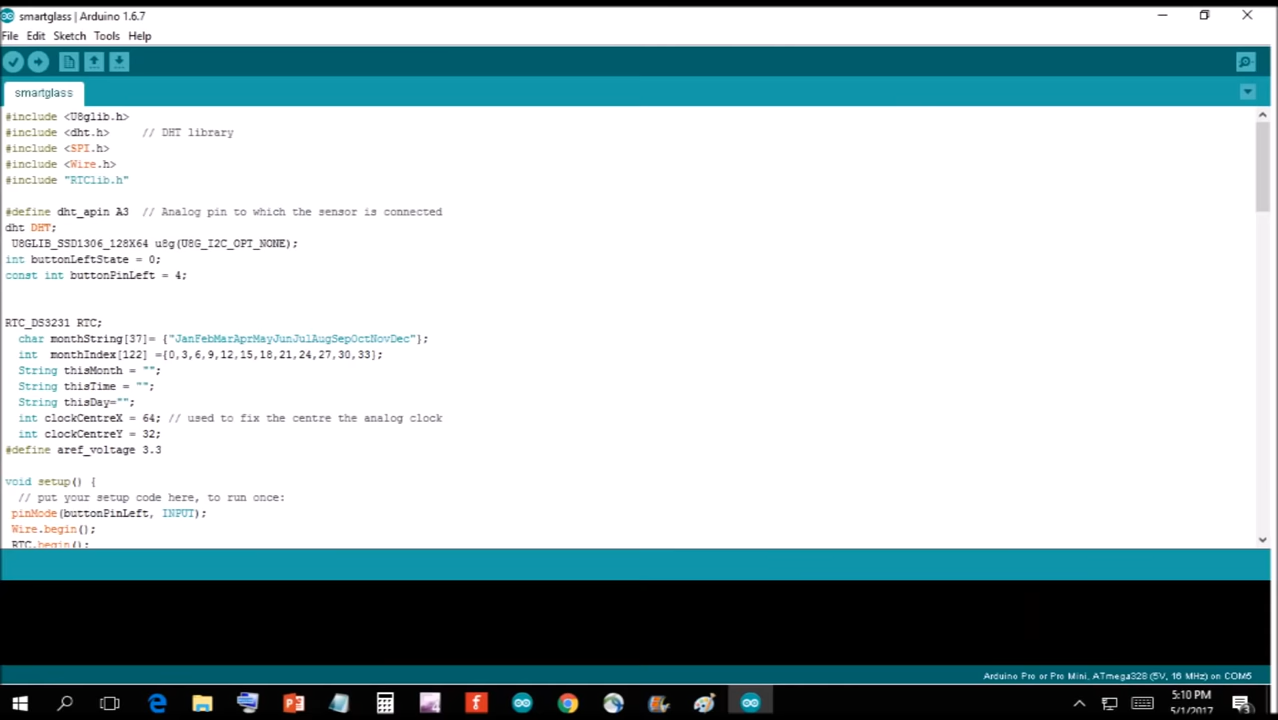 smartglass | Arduino 1.6.7
File Edit Sketch Tools Help
smartglass
#include <U8glib.h>
#include <dht.h>     // DHT library
#include <SPI.h>
#include <Wire.h>
#include "RTClib.h"
#define dht_apin A3  // Analog pin to which the sensor is connected
dht DHT;
U8GLIB_SSD1306_128X64 u8g(U8G_I2C_OPT_NONE);
int buttonLeftState = 0;
const int buttonPinLeft = 4;
RTC_DS3231 RTC;
char monthString[37]= {"JanFebMarAprMayJunJulAugSepOctNovDec"};
int  monthIndex[122] ={0,3,6,9,12,15,18,21,24,27,30,33};
String thisMonth = "";
String thisTime = "";
String thisDay="";
int clockCentreX = 64; // used to fix the centre the analog clock
int clockCentreY = 32;
#define aref_voltage 3.3
void setup() {
// put your setup code here, to run once:
pinMode(buttonPinLeft, INPUT);
Wire.begin();
RTC.begin();
Arduino Pro or Pro Mini, ATmega328 (5V, 16 MHz) on COM5
5:10 PM
5/1/2017
3